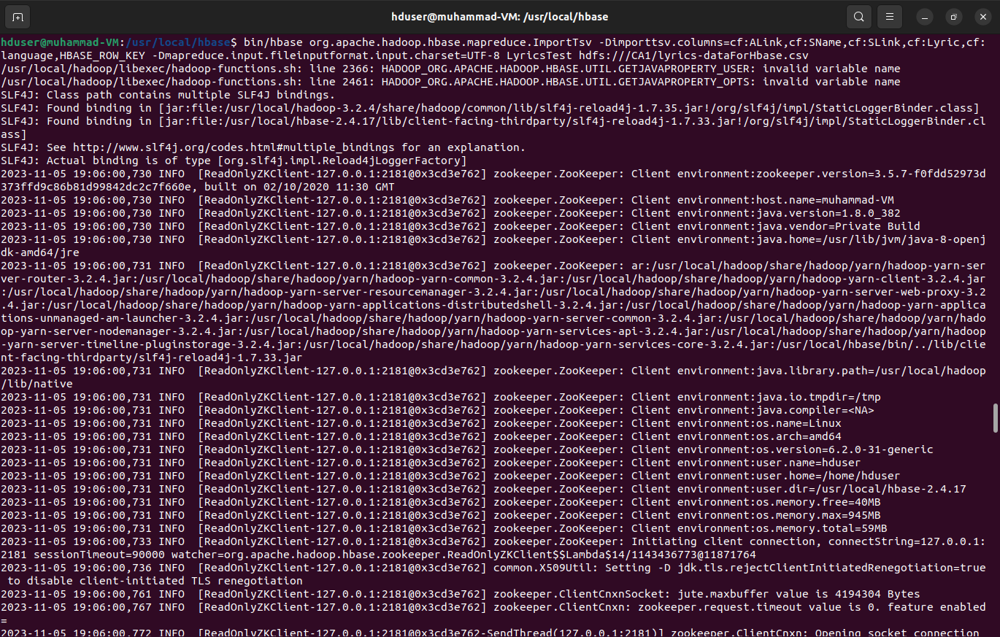 hduser@muhammad-VM: /usr/local/hbase
hduser@muhammad-VM:/usr/local/hbase$ bin/hbase org.apache.hadoop.hbase.mapreduce.ImportTsv -Dimporttsv.columns=cf:ALink,cf:SName,cf:SLink,cf:Lyric,cf:
language,HBASE_ROW_KEY -Dmapreduce.input.fileinputformat.input.charset=UTF-8 LyricsTest hdfs:///CA1/lyrics-dataForHbase.csv
/usr/local/hadoop/libexec/hadoop-functions.sh: line 2366: HADOOP_ORG.APACHE.HADOOP.HBASE.UTIL.GETJAVAPROPERTY_USER: invalid variable name
/usr/local/hadoop/libexec/hadoop-functions.sh: line 2461: HADOOP_ORG.APACHE.HADOOP.HBASE.UTIL.GETJAVAPROPERTY_OPTS: invalid variable name
SLF4J: Class path contains multiple SLF4J bindings.
SLF4J: Found binding in [jar:file:/usr/local/hadoop-3.2.4/share/hadoop/common/lib/slf4j-reload4j-1.7.35.jar!/org/slf4j/impl/StaticLoggerBinder.class]
SLF4J: Found binding in [jar:file:/usr/local/hbase-2.4.17/lib/client-facing-thirdparty/slf4j-reload4j-1.7.33.jar!/org/slf4j/impl/StaticLoggerBinder.cl
ass]
SLF4J: See http://www.slf4j.org/codes.html#multiple_bindings for an explanation.
SLF4J: Actual binding is of type [org.slf4j.impl.Reload4jLoggerFactory]
2023-11-05 19:06:00,730 INFO  [ReadOnlyZKClient-127.0.0.1:2181@0x3cd3e762] zookeeper.ZooKeeper: Client environment:zookeeper.version=3.5.7-f0fdd52973d
373ffd9c86b81d99842dc2c7f660e, built on 02/10/2020 11:30 GMT
2023-11-05 19:06:00,730 INFO  [ReadOnlyZKClient-127.0.0.1:2181@0x3cd3e762] zookeeper.ZooKeeper: Client environment:host.name=muhammad-VM
2023-11-05 19:06:00,730 INFO  [ReadOnlyZKClient-127.0.0.1:2181@0x3cd3e762] zookeeper.ZooKeeper: Client environment:java.version=1.8.0_382
2023-11-05 19:06:00,730 INFO  [ReadOnlyZKClient-127.0.0.1:2181@0x3cd3e762] zookeeper.ZooKeeper: Client environment:java.vendor=Private Build
2023-11-05 19:06:00,730 INFO  [ReadOnlyZKClient-127.0.0.1:2181@0x3cd3e762] zookeeper.ZooKeeper: Client environment:java.home=/usr/lib/jvm/java-8-openj
dk-amd64/jre
2023-11-05 19:06:00,731 INFO  [ReadOnlyZKClient-127.0.0.1:2181@0x3cd3e762] zookeeper.ZooKeeper: ar:/usr/local/hadoop/share/hadoop/yarn/hadoop-yarn-ser
ver-router-3.2.4.jar:/usr/local/hadoop/share/hadoop/yarn/hadoop-yarn-common-3.2.4.jar:/usr/local/hadoop/share/hadoop/yarn/hadoop-yarn-client-3.2.4.jar
:/usr/local/hadoop/share/hadoop/yarn/hadoop-yarn-server-resourcemanager-3.2.4.jar:/usr/local/hadoop/share/hadoop/yarn/hadoop-yarn-server-web-proxy-3.2
.4.jar:/usr/local/hadoop/share/hadoop/yarn/hadoop-yarn-applications-distributedshell-3.2.4.jar:/usr/local/hadoop/share/hadoop/yarn/hadoop-yarn-applica
tions-unmanaged-am-launcher-3.2.4.jar:/usr/local/hadoop/share/hadoop/yarn/hadoop-yarn-server-common-3.2.4.jar:/usr/local/hadoop/share/hadoop/yarn/hado
op-yarn-server-nodemanager-3.2.4.jar:/usr/local/hadoop/share/hadoop/yarn/hadoop-yarn-services-api-3.2.4.jar:/usr/local/hadoop/share/hadoop/yarn/hadoop
-yarn-server-timeline-pluginstorage-3.2.4.jar:/usr/local/hadoop/share/hadoop/yarn/hadoop-yarn-services-core-3.2.4.jar:/usr/local/hbase/bin/../lib/clie
nt-facing-thirdparty/slf4j-reload4j-1.7.33.jar
2023-11-05 19:06:00,731 INFO  [ReadOnlyZKClient-127.0.0.1:2181@0x3cd3e762] zookeeper.ZooKeeper: Client environment:java.library.path=/usr/local/hadoop
/lib/native
2023-11-05 19:06:00,731 INFO  [ReadOnlyZKClient-127.0.0.1:2181@0x3cd3e762] zookeeper.ZooKeeper: Client environment:java.io.tmpdir=/tmp
2023-11-05 19:06:00,731 INFO  [ReadOnlyZKClient-127.0.0.1:2181@0x3cd3e762] zookeeper.ZooKeeper: Client environment:java.compiler=<NA>
2023-11-05 19:06:00,731 INFO  [ReadOnlyZKClient-127.0.0.1:2181@0x3cd3e762] zookeeper.ZooKeeper: Client environment:os.name=Linux
2023-11-05 19:06:00,731 INFO  [ReadOnlyZKClient-127.0.0.1:2181@0x3cd3e762] zookeeper.ZooKeeper: Client environment:os.arch=amd64
2023-11-05 19:06:00,731 INFO  [ReadOnlyZKClient-127.0.0.1:2181@0x3cd3e762] zookeeper.ZooKeeper: Client environment:os.version=6.2.0-31-generic
2023-11-05 19:06:00,731 INFO  [ReadOnlyZKClient-127.0.0.1:2181@0x3cd3e762] zookeeper.ZooKeeper: Client environment:user.name=hduser
2023-11-05 19:06:00,731 INFO  [ReadOnlyZKClient-127.0.0.1:2181@0x3cd3e762] zookeeper.ZooKeeper: Client environment:user.home=/home/hduser
2023-11-05 19:06:00,731 INFO  [ReadOnlyZKClient-127.0.0.1:2181@0x3cd3e762] zookeeper.ZooKeeper: Client environment:user.dir=/usr/local/hbase-2.4.17
2023-11-05 19:06:00,731 INFO  [ReadOnlyZKClient-127.0.0.1:2181@0x3cd3e762] zookeeper.ZooKeeper: Client environment:os.memory.free=40MB
2023-11-05 19:06:00,731 INFO  [ReadOnlyZKClient-127.0.0.1:2181@0x3cd3e762] zookeeper.ZooKeeper: Client environment:os.memory.max=945MB
2023-11-05 19:06:00,731 INFO  [ReadOnlyZKClient-127.0.0.1:2181@0x3cd3e762] zookeeper.ZooKeeper: Client environment:os.memory.total=59MB
2023-11-05 19:06:00,733 INFO  [ReadOnlyZKClient-127.0.0.1:2181@0x3cd3e762] zookeeper.ZooKeeper: Initiating client connection, connectString=127.0.0.1:
2181 sessionTimeout=90000 watcher=org.apache.hadoop.hbase.zookeeper.ReadOnlyZKClient$$Lambda$14/1143436773@11871764
2023-11-05 19:06:00,736 INFO  [ReadOnlyZKClient-127.0.0.1:2181@0x3cd3e762] common.X509Util: Setting -D jdk.tls.rejectClientInitiatedRenegotiation=true
 to disable client-initiated TLS renegotiation
2023-11-05 19:06:00,761 INFO  [ReadOnlyZKClient-127.0.0.1:2181@0x3cd3e762] zookeeper.ClientCnxnSocket: jute.maxbuffer value is 4194304 Bytes
2023-11-05 19:06:00,767 INFO  [ReadOnlyZKClient-127.0.0.1:2181@0x3cd3e762] zookeeper.ClientCnxn: zookeeper.request.timeout value is 0. feature enabled
=
2023-11-05 19:06:00,772 INFO  [ReadOnlyZKClient-127.0.0.1:2181@0x3cd3e762-SendThread(127.0.0.1:2181)] zookeeper.ClientCnxn: Opening socket connection